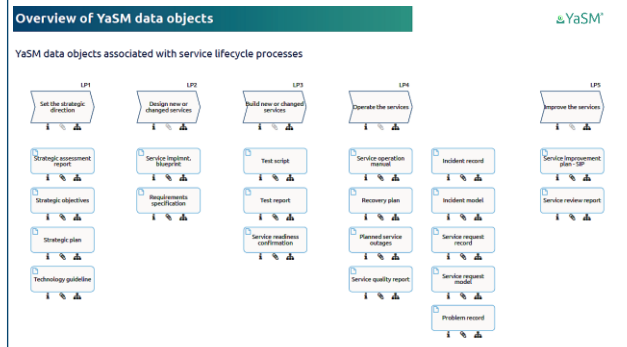 Overview of YaSM data objects
YaSM®
YaSM data objects associated with service lifecycle processes
LP1
LP2
LP3
LP4
LP5
Set the strategic
direction
Design new or
changed services
Build new or changed
services
Operate the services
Improve the services
Strategic assessment
report
Service implmnt.
blueprint
Test script
Service operation
manual
Incident record
Service improvement
plan - SIP
Strategic objectives
Requirements
specification
Test report
Recovery plan
Incident model
Service review report
Strategic plan
Service readiness
confirmation
Planned service
outages
Service request
record
Technology guideline
Service quality report
Service request
model
Problem record